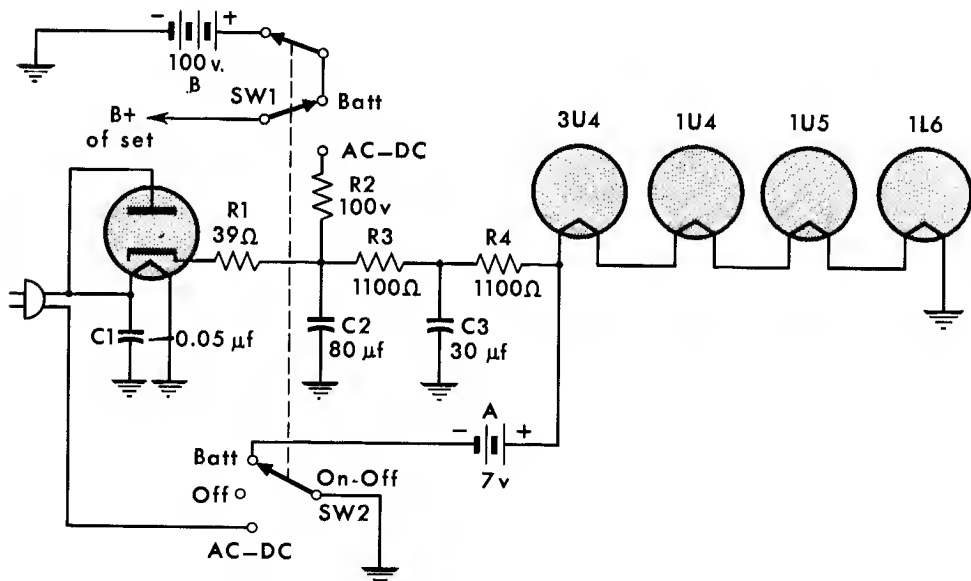 - +
100 v.
B
SW1
Batt
B+
of set
AC–DC
R2
100v
3U4
1U4
1U5
1L6
R1
39Ω
R3
1100Ω
R4
1100Ω
C1
0.05 μf
C2
80 μf
C3
30 μf
A
- +
7v
Batt
On-Off
Off
SW2
AC–DC